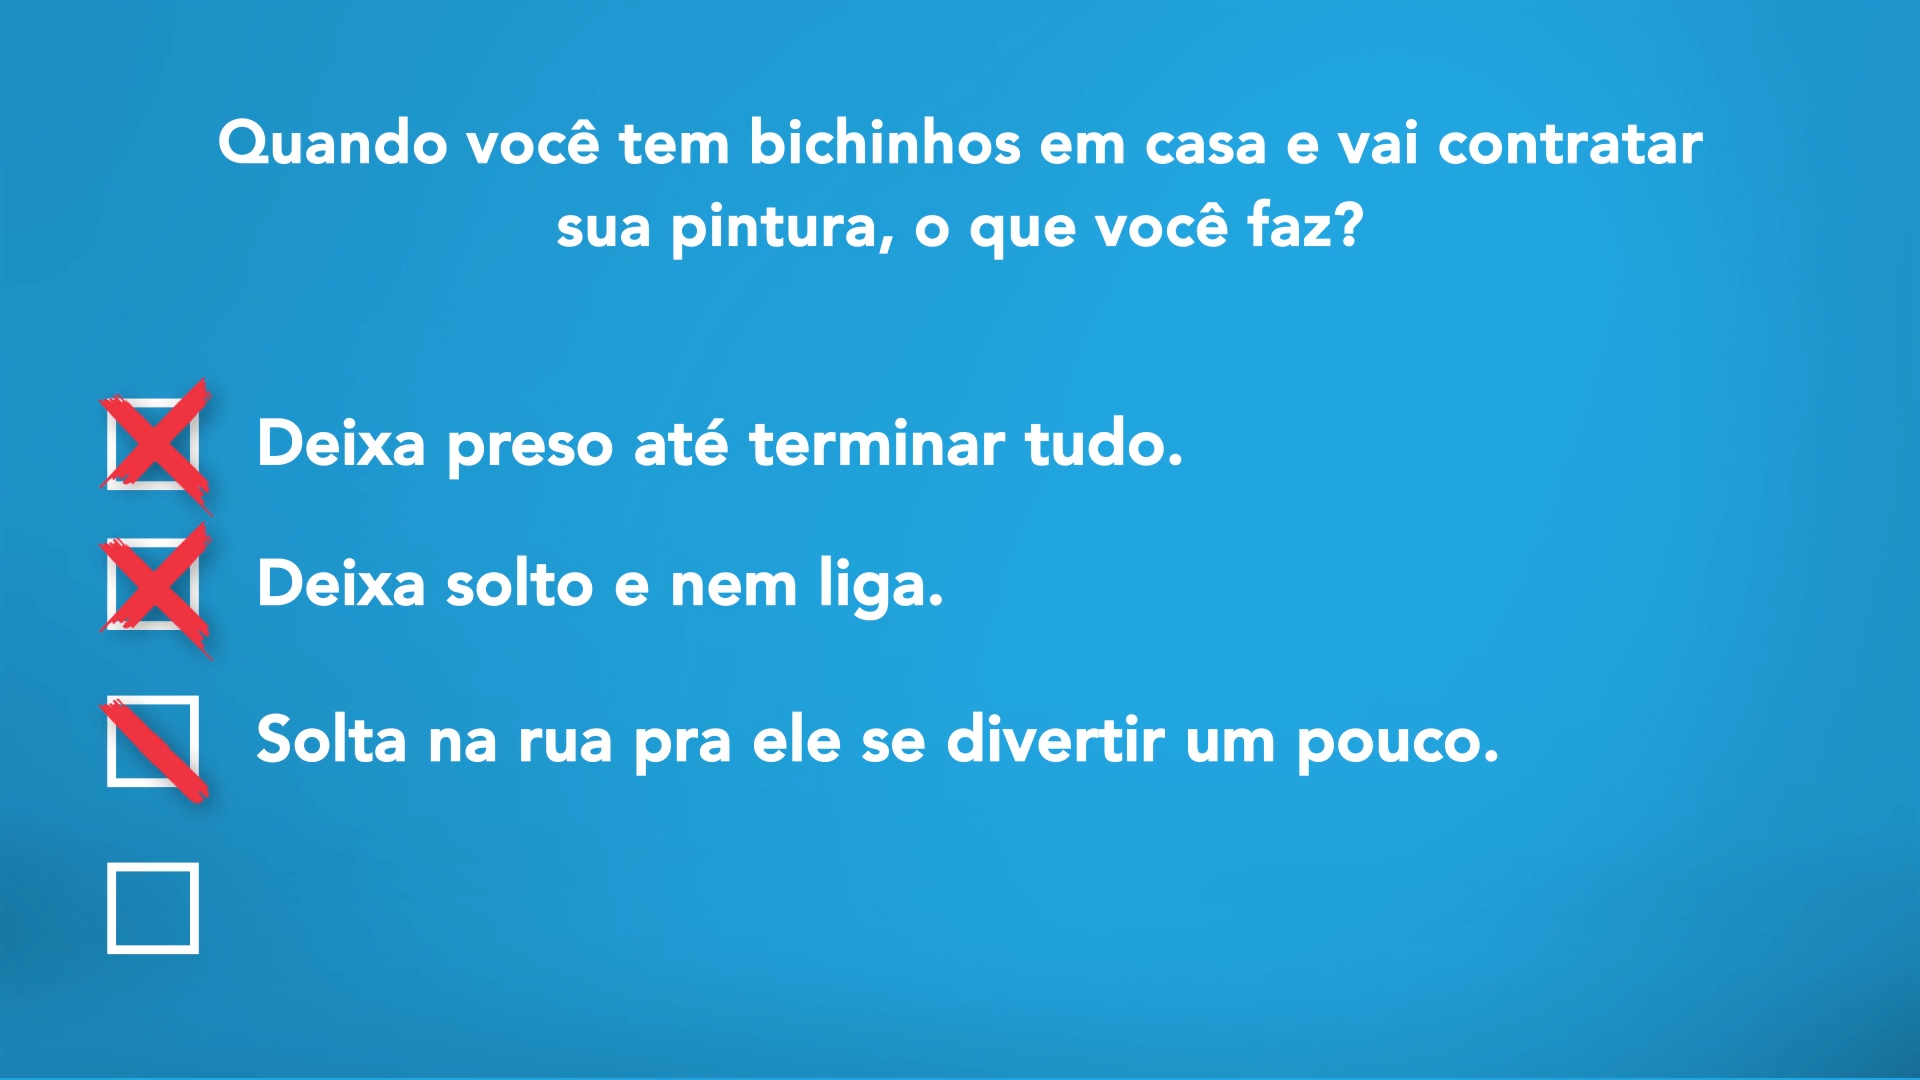 Quando você tem bichinhos em casa e vai contratar
sua pintura, o que você faz?
Deixa preso até terminar tudo.
Deixa solto e nem liga.
Solta na rua pra ele se divertir um pouco.